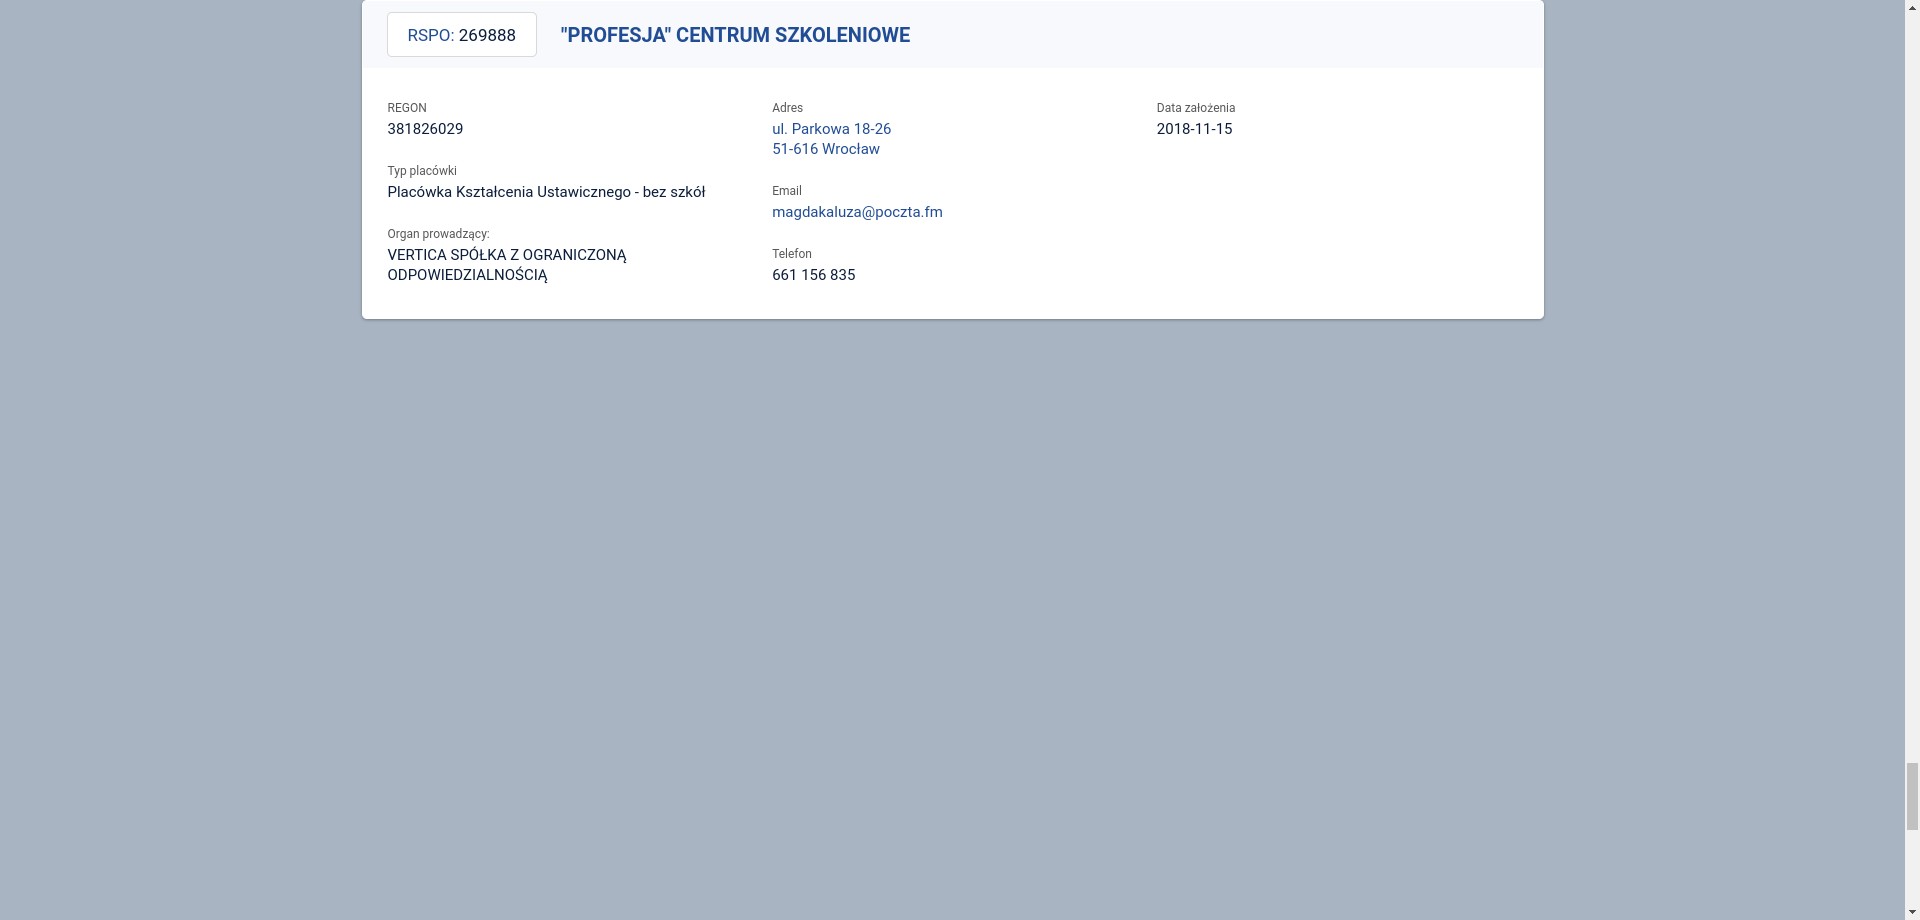 RSPO: 269888
"PROFESJA" CENTRUM SZKOLENIOWE
REGON
381826029
Typ placówki
Placówka Kształcenia Ustawicznego - bez szkół
Organ prowadzący:
VERTICA SPÓŁKA Z OGRANICZONĄ
ODPOWIEDZIALNOŚCIĄ
Adres
ul. Parkowa 18-26
51-616 Wrocław
Email
magdakaluza@poczta.fm
Telefon
661 156 835
Data założenia
2018-11-15